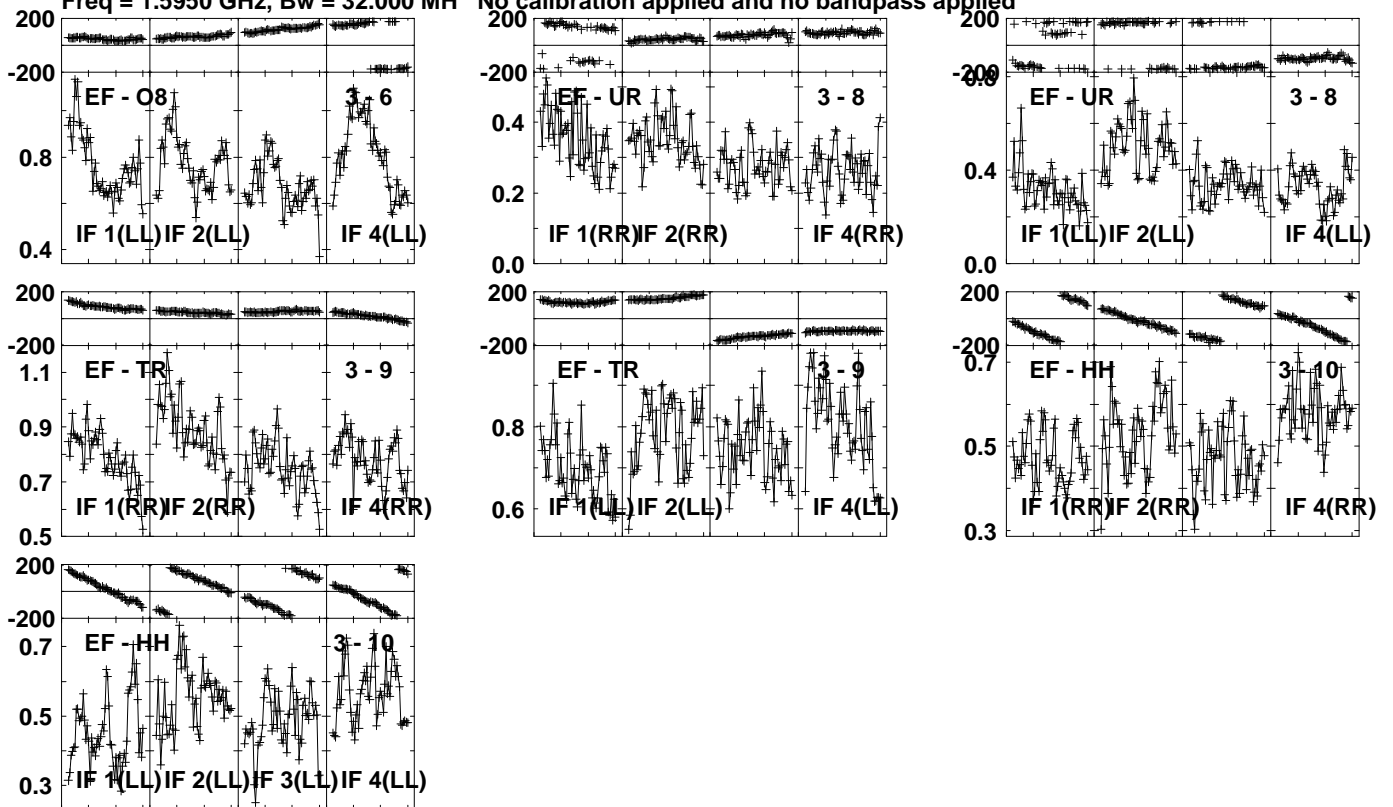 Freq = 1.5950 GHz, Bw = 32.000 MH No calibration applied and no bandpass applied
200
-200
EF - O8
3 - 6
0.8
0.4
IF 1(LL) IF 2(LL) IF 4(LL)
200
-200
EF - UR
3 - 8
0.4
0.2
0.0
IF 1(RR) IF 2(RR) IF 4(RR)
200
-200
0.8
EF - UR
3 - 8
0.4
0.0
IF 1(LL) IF 2(LL) IF 4(LL)
200
-200
EF - TR
3 - 9
1.1
0.9
0.7
0.5
IF 1(RR) IF 2(RR) IF 4(RR)
200
-200
EF - TR
3 - 9
0.8
0.6
IF 1(LL) IF 2(LL) IF 4(LL)
200
-200
0.7
EF - HH
3 - 10
0.5
0.3
IF 1(RR) IF 2(RR) IF 4(RR)
200
-200
0.7
EF - HH
3 - 10
0.5
0.3
IF 1(LL) IF 2(LL) IF 3(LL) IF 4(LL)